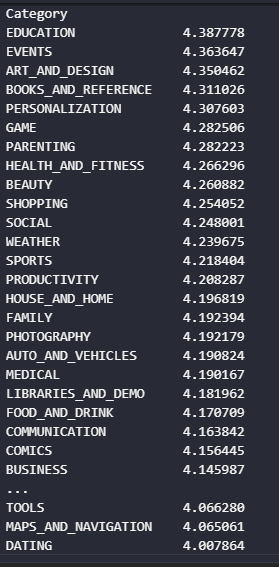 Category
EDUCATION 4.387778
EVENTS 4.363647
ART_AND_DESIGN 4.350462
BOOKS_AND_REFERENCE 4.311026
PERSONALIZATION 4.307603
GAME 4.282506
PARENTING 4.282223
HEALTH_AND_FITNESS 4.266296
BEAUTY 4.260882
SHOPPING 4.254052
SOCIAL 4.248001
WEATHER 4.239675
SPORTS 4.218404
PRODUCTIVITY 4.208287
HOUSE_AND_HOME 4.196819
FAMILY 4.192394
PHOTOGRAPHY 4.192179
AUTO_AND_VEHICLES 4.190824
MEDICAL 4.190167
LIBRARIES_AND_DEMO 4.181962
FOOD_AND_DRINK 4.170709
COMMUNICATION 4.163842
COMICS 4.156445
BUSINESS 4.145987
...
TOOLS 4.066280
MAPS_AND_NAVIGATION 4.065061
DATING 4.007864